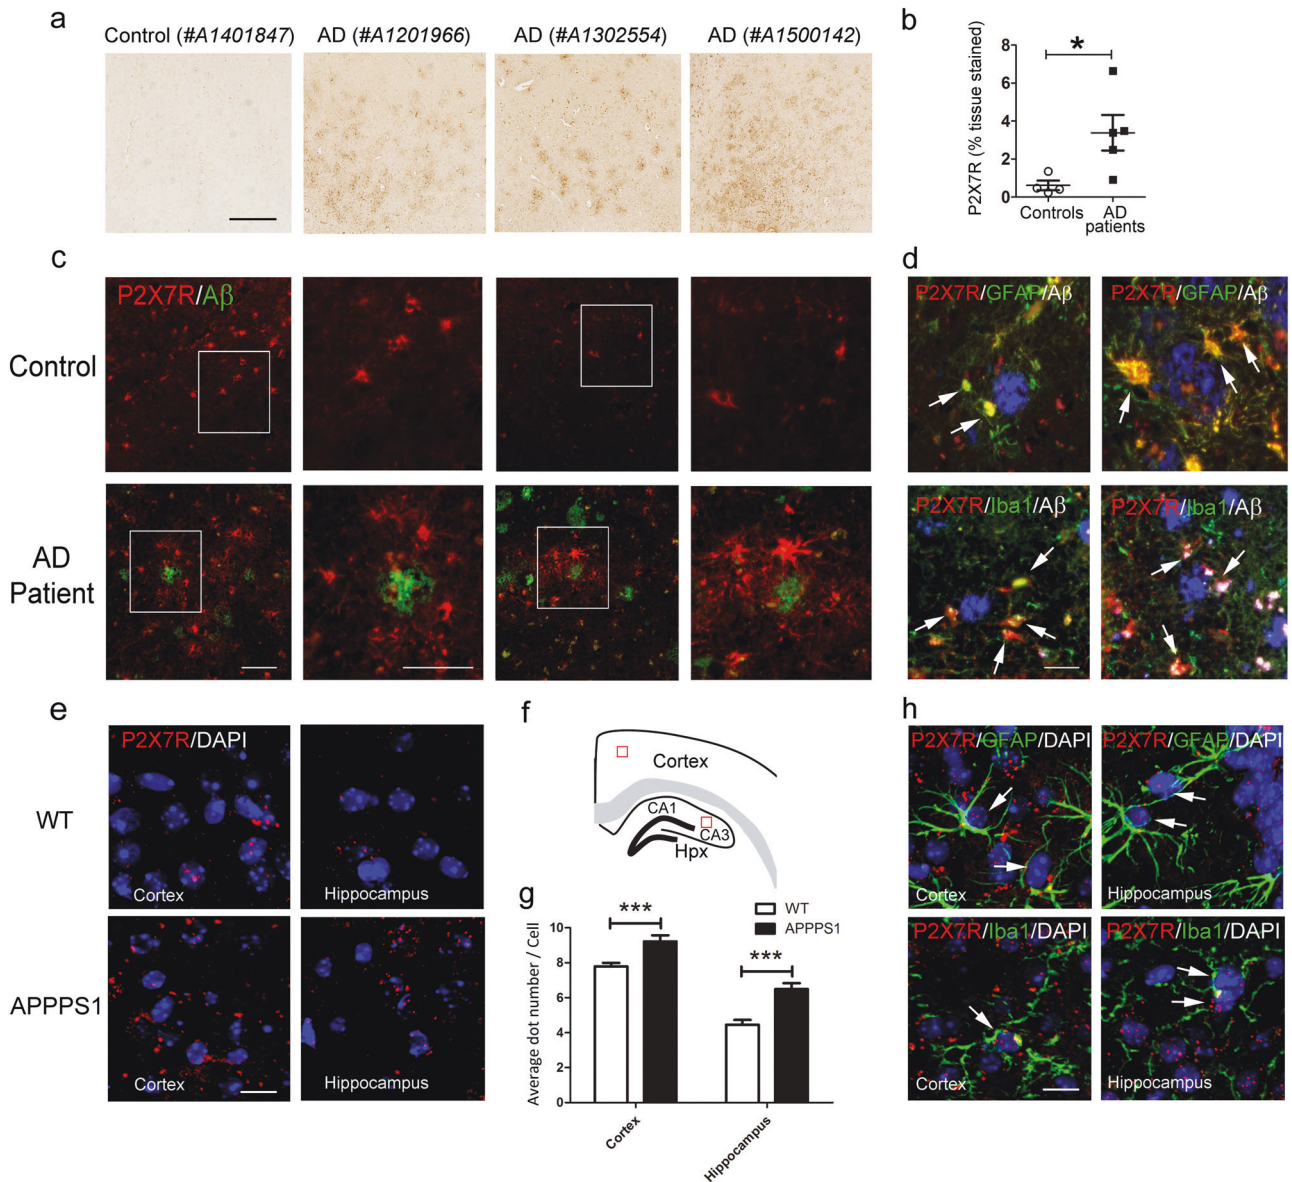 a
Control (#A1401847)
AD (#A1201966)
AD (#A1302554)
AD (#A1500142)
b
P2X7R (% tissue stained)
8
6
4
2
0
*
Controls
AD
patients
c
Control
AD
Patient
P2X7R/Aβ
d
P2X7R/GFAP/Aβ
P2X7R/GFAP/Aβ
P2X7R/Iba1/Aβ
P2X7R/Iba1/Aβ
e
WT
APPPS1
P2X7R/DAPI
Cortex
Hippocampus
Cortex
Hippocampus
f
Cortex
CA1
CA3
Hpx
g
WT
APPPS1
Average dot number / Cell
10
8
6
4
2
0
***
***
Cortex
Hippocampus
h
P2X7R/GFAP/DAPI
P2X7R/GFAP/DAPI
Cortex
Hippocampus
P2X7R/Iba1/DAPI
P2X7R/Iba1/DAPI
Cortex
Hippocampus